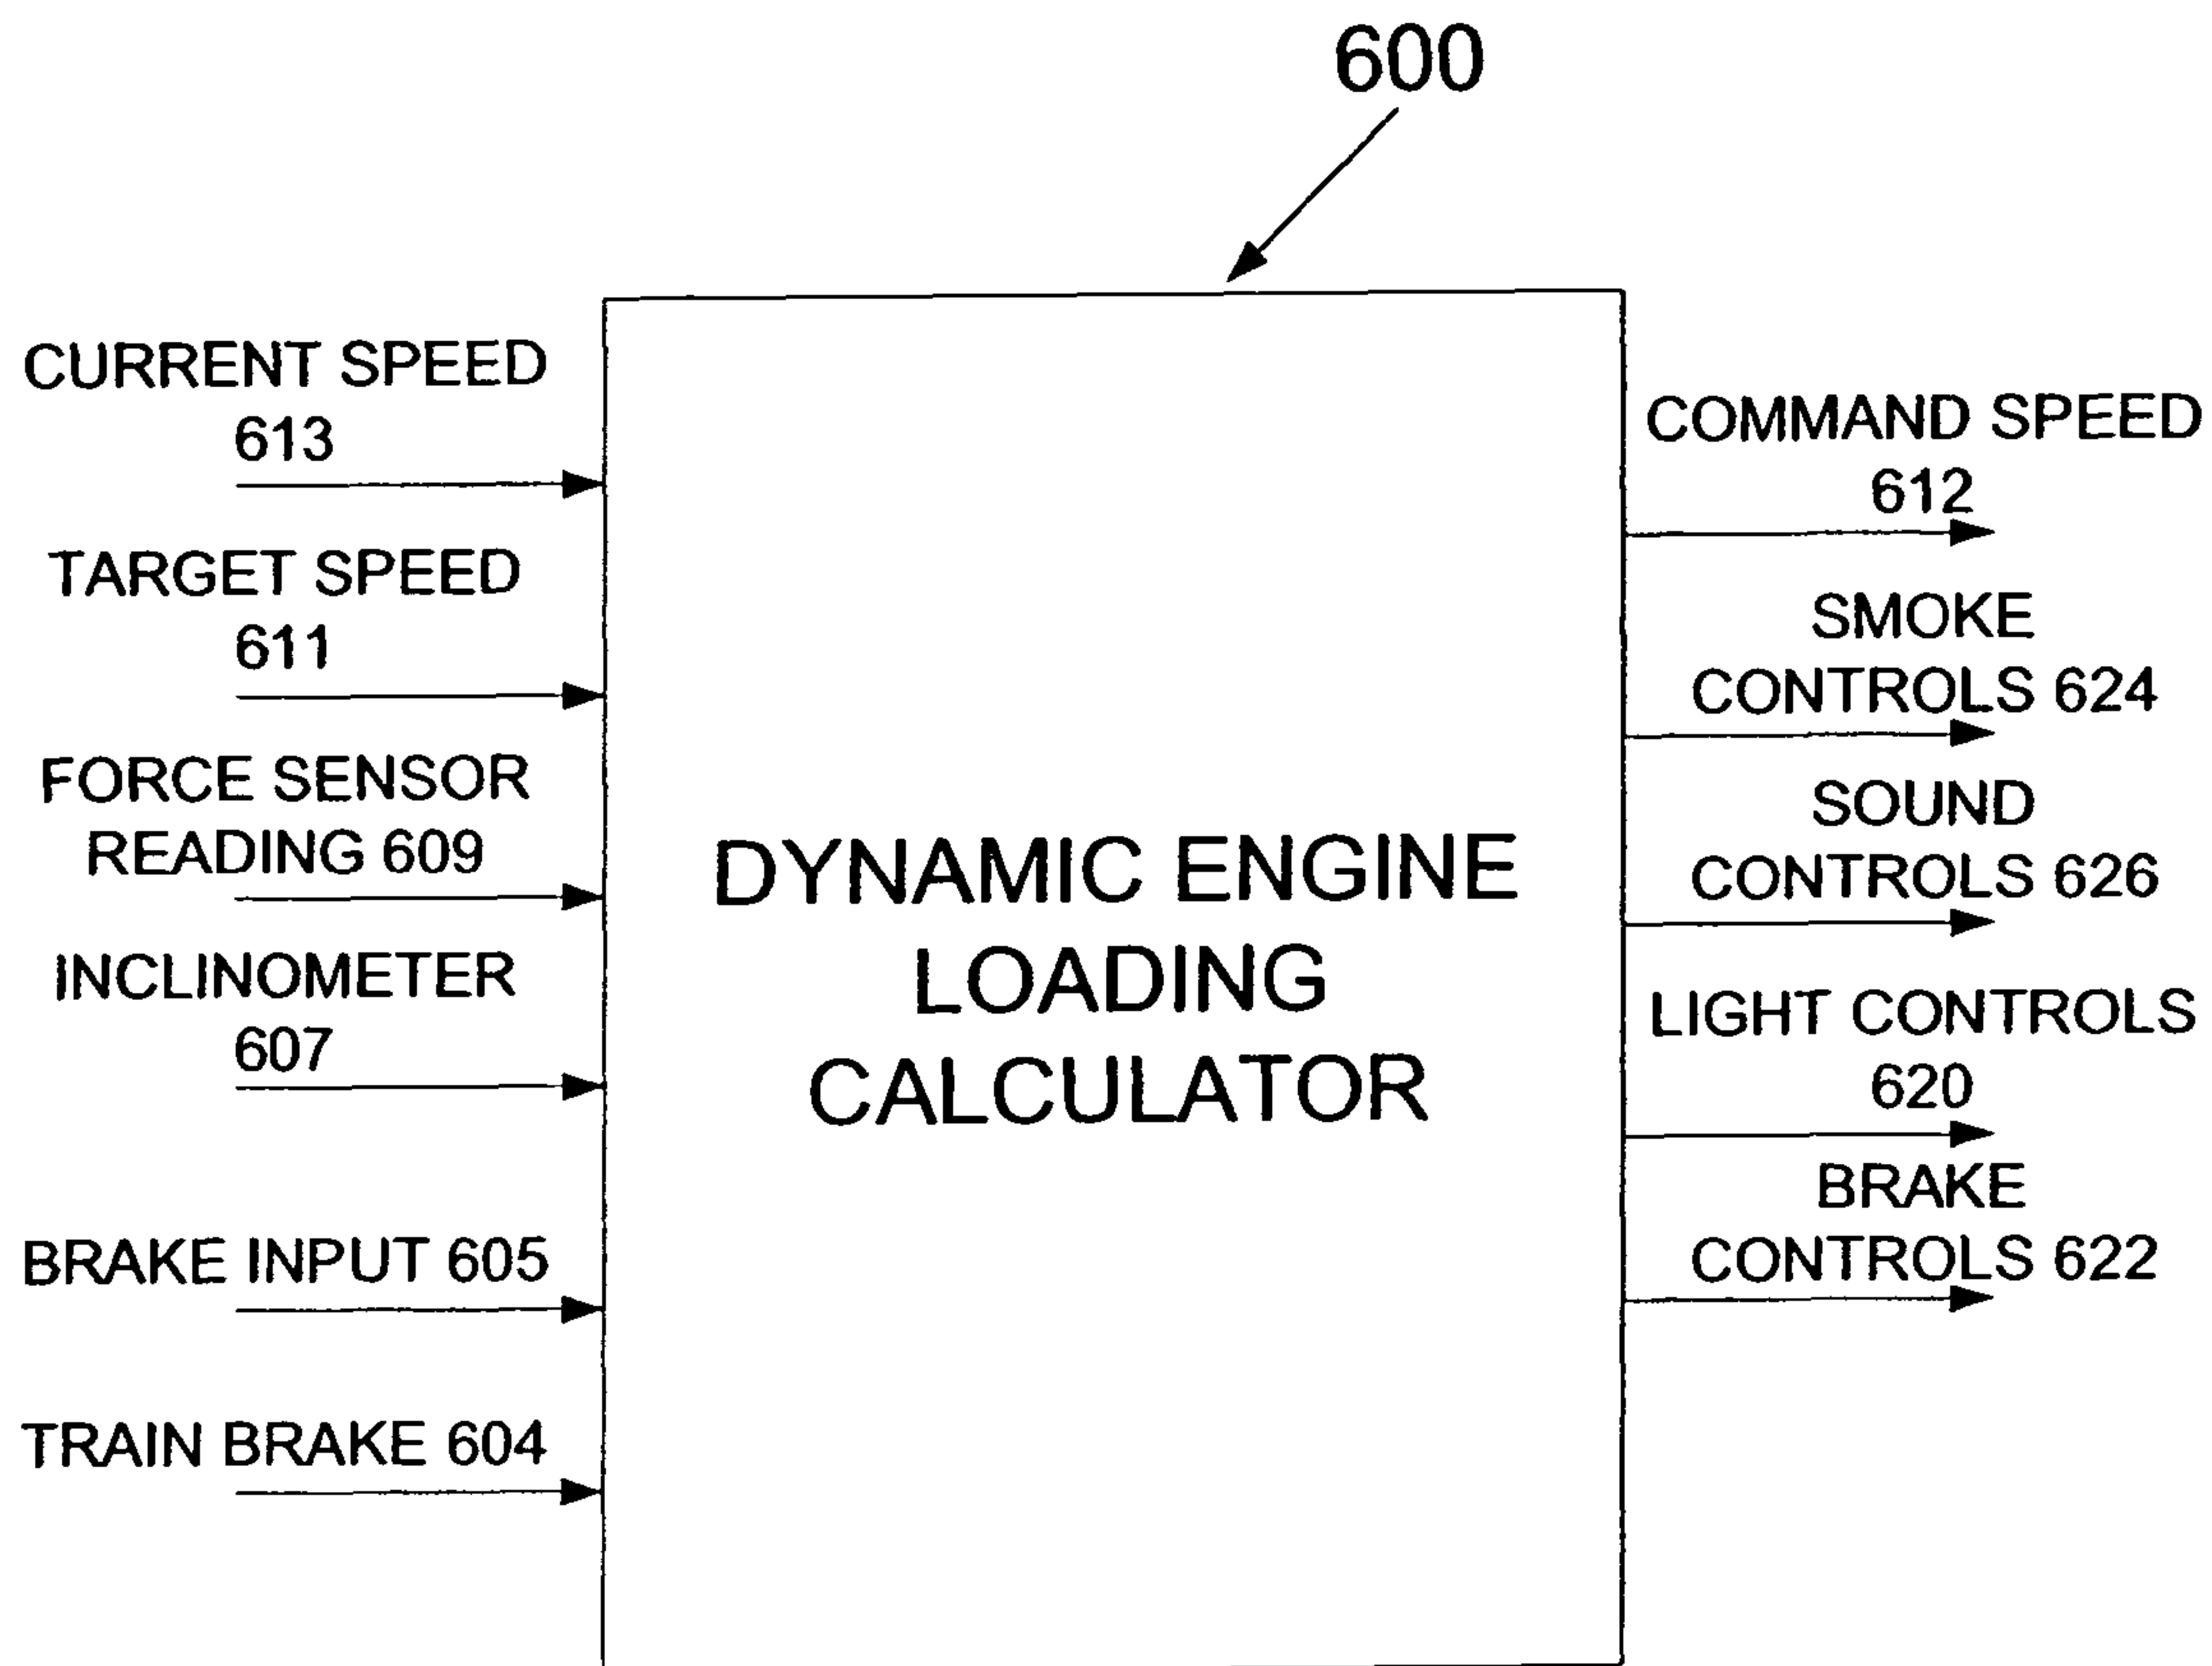 600
CURRENT SPEED
613
TARGET SPEED
611
FORCE SENSOR
READING 609
INCLINOMETER
607
BRAKE INPUT 605
TRAIN BRAKE 604
DYNAMIC ENGINE
LOADING
CALCULATOR
COMMAND SPEED
612
SMOKE
CONTROLS 624
SOUND
CONTROLS 626
LIGHT CONTROLS
620
BRAKE
CONTROLS 622